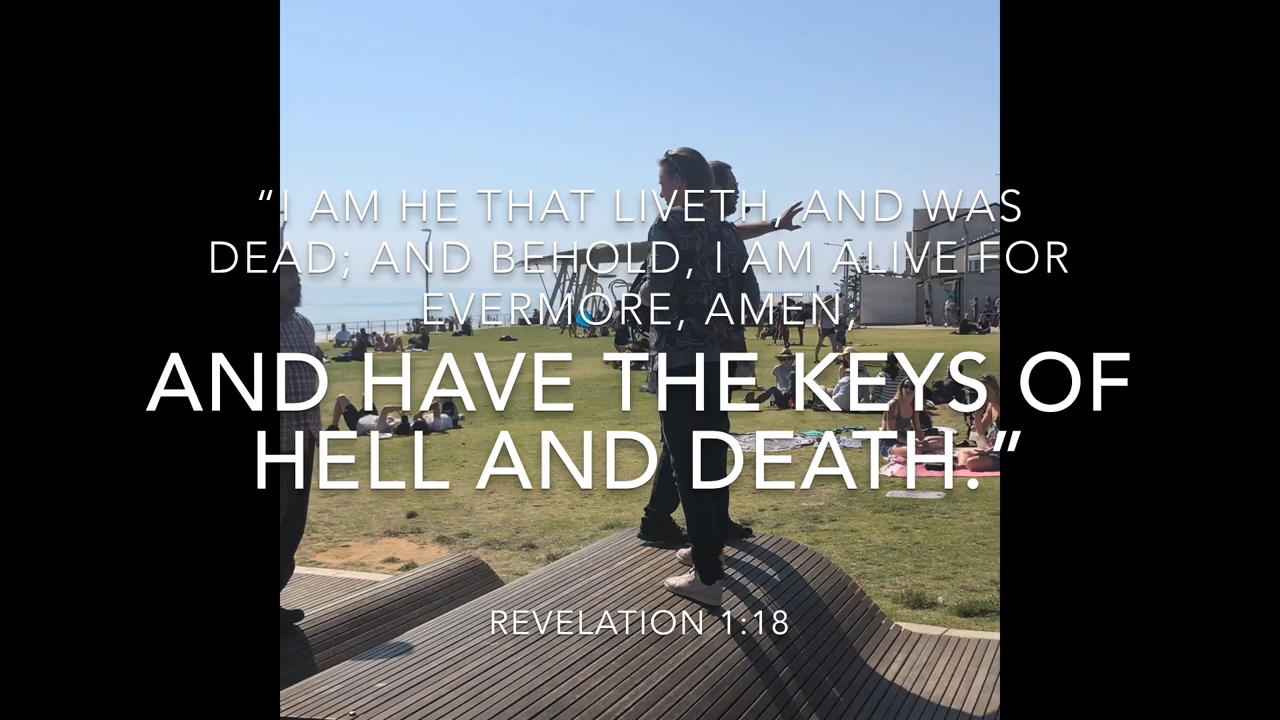 “I AM HE THAT LIVETH, AND WAS
DEAD; AND BEHOLD, I AM ALIVE FOR
EVERMORE, AMEN;
AND HAVE THE KEYS OF
HELL AND DEATH.”
REVELATION 1:18